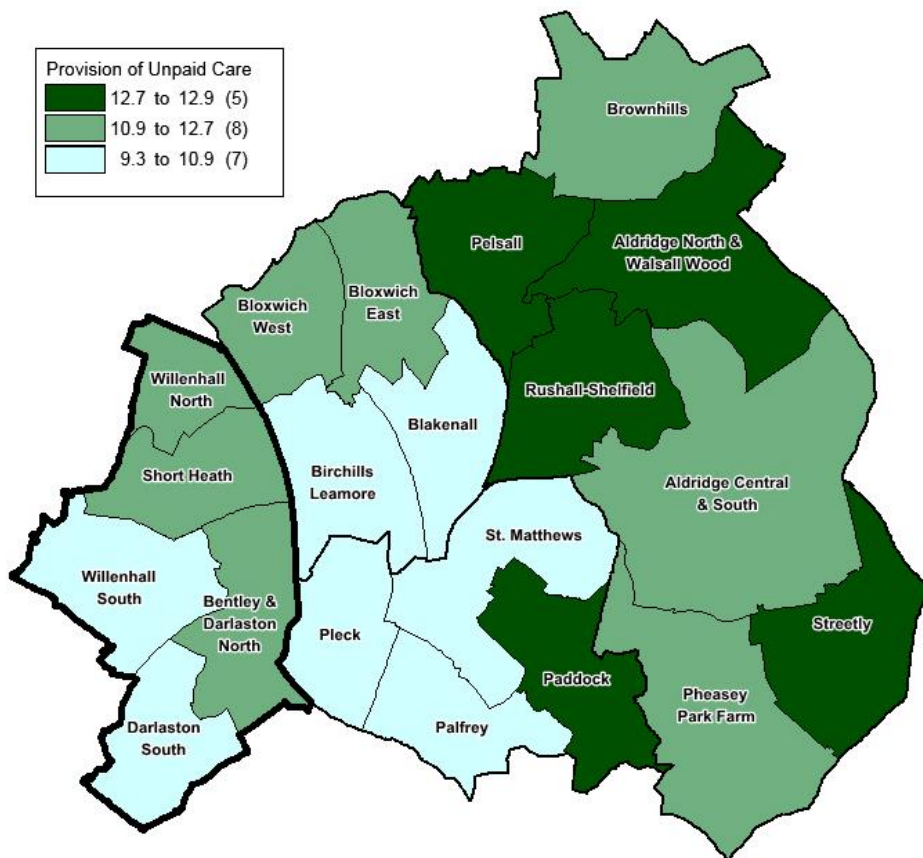 Provision of Unpaid Care
12.7 to 12.9 (5)
10.9 to 12.7 (8)
9.3 to 10.9 (7)
Brownhills
Pelsall
Aldridge North &
Walsall Wood
Bloxwich
East
Bloxwich
West
Willenhall
North
Rushall-Shelfield
Blakenall
Short Heath
Birchills
Leamore
Aldridge Central
& South
St. Matthews
Willenhall
South
Bentley &
Darlaston
North
Pleck
Streetly
Paddock
Pheasey
Park Farm
Darlaston
South
Palfrey